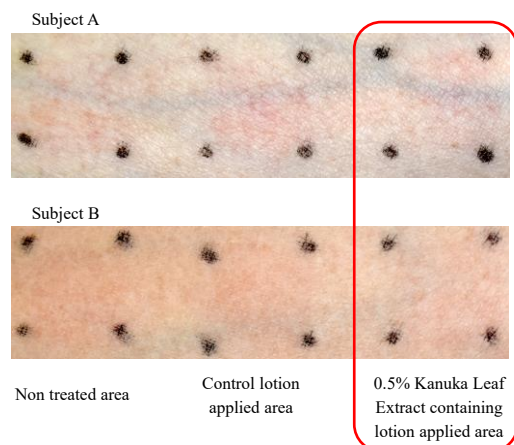 Subject A
Subject B
Non treated area
Control lotion
applied area
0.5% Kanuka Leaf
Extract containing
lotion applied area